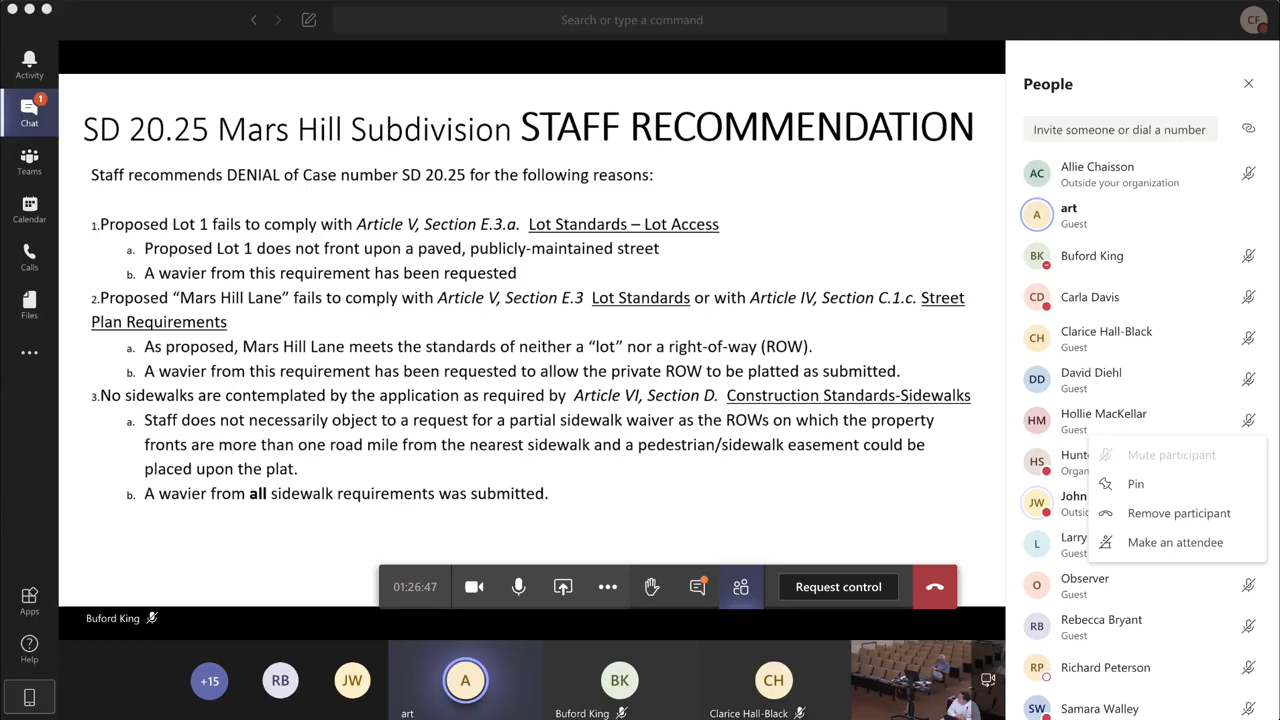 Search or type a command
CF
Activity
1
Chat
Teams
Calendar
Calls
Files
Apps
Help
SD 20.25 Mars Hill Subdivision STAFF RECOMMENDATION
Staff recommends DENIAL of Case number SD 20.25 for the following reasons:
1.Proposed Lot 1 fails to comply with Article V, Section E.3.a. Lot Standards – Lot Access
a. Proposed Lot 1 does not front upon a paved, publicly-maintained street
b. A wavier from this requirement has been requested
2.Proposed “Mars Hill Lane” fails to comply with Article V, Section E.3 Lot Standards or with Article IV, Section C.1.c. Street
Plan Requirements
a. As proposed, Mars Hill Lane meets the standards of neither a “lot” nor a right-of-way (ROW).
b. A wavier from this requirement has been requested to allow the private ROW to be platted as submitted.
3.No sidewalks are contemplated by the application as required by Article VI, Section D. Construction Standards-Sidewalks
a. Staff does not necessarily object to a request for a partial sidewalk waiver as the ROWs on which the property
fronts are more than one road mile from the nearest sidewalk and a pedestrian/sidewalk easement could be
placed upon the plat.
b. A wavier from all sidewalk requirements was submitted.
01:26:47
Request control
Buford King
+15
RB
JW
A
art
BK
Buford King
CH
Clarice Hall-Black
People
Invite someone or dial a number
AC Allie Chaisson
Outside your organization
A art
Guest
BK Buford King
CD Carla Davis
CH Clarice Hall-Black
Guest
DD David Diehl
Guest
HM Hollie MacKellar
Guest
HS Hunte
Organ
JW John
Outsid
L Larry
Guest
Mute participant
Pin
Remove participant
Make an attendee
O Observer
Guest
RB Rebecca Bryant
Guest
RP Richard Peterson
SW Samara Walley